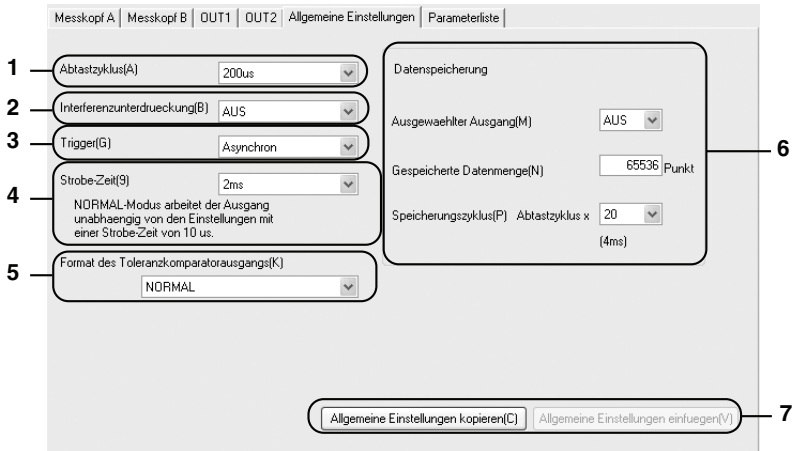 Messkopf A Messkopf B OUT1 OUT2 Allgemeine Einstellungen Parameterliste
1 Abtastzyklus(A) 200us
2 Interferenzunterdrueckung(B) AUS
3 Trigger(G) Asynchron
4 Strobe-Zeit(9) 2ms
NORMAL-Modus arbeitet der Ausgang
unabhaengig von den Einstellungen mit
einer Strobe-Zeit von 10 us.
5 Format des Toleranzkomparatorausgangs(K)
NORMAL
Datenspeicherung
Ausgewaehlter Ausgang(M) AUS
6
Gespeicherte Datenmenge(N) 65536 Punkt
Speicherungszyklus(P) Abtastzyklus x 20
(4ms)
Allgemeine Einstellungen kopieren(C) Allgemeine Einstellungen einfuegen(V) 7